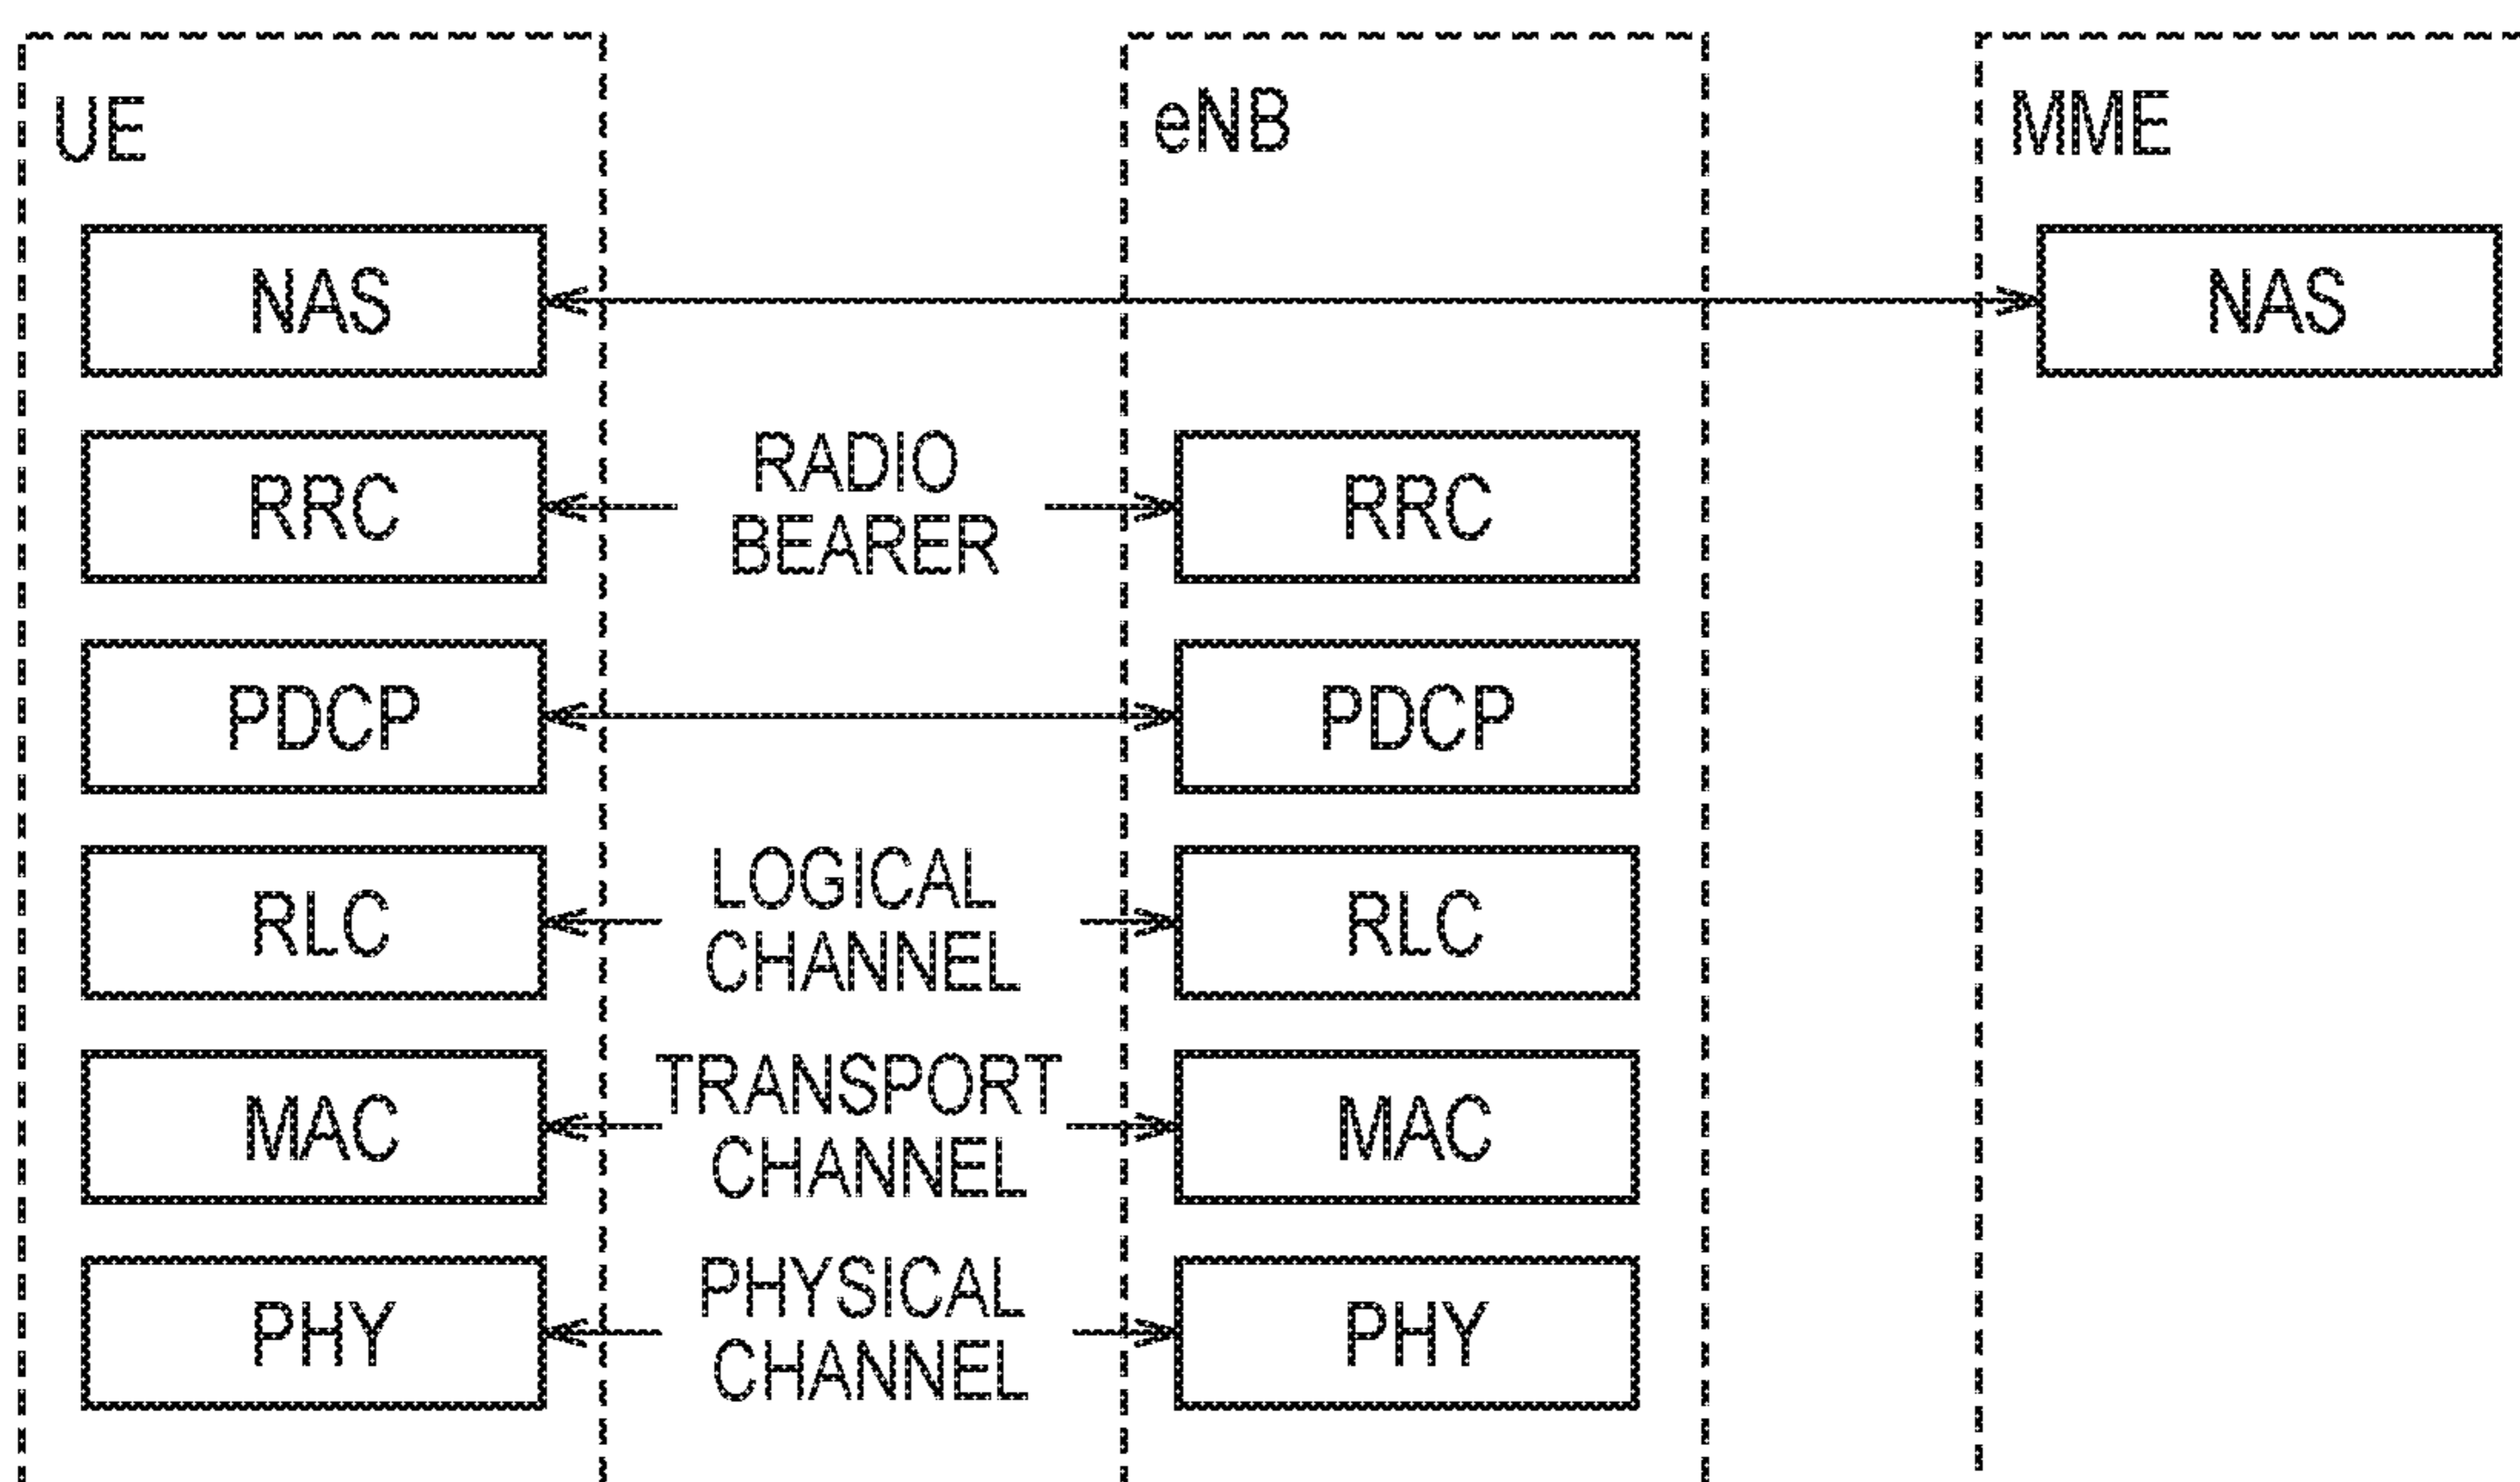 UE
eNB
MME
NAS
NAS
RRC
RADIO
BEARER
RRC
PDCP
PDCP
RLC
LOGICAL
CHANNEL
RLC
MAC
TRANSPORT
CHANNEL
MAC
PHY
PHYSICAL
CHANNEL
PHY